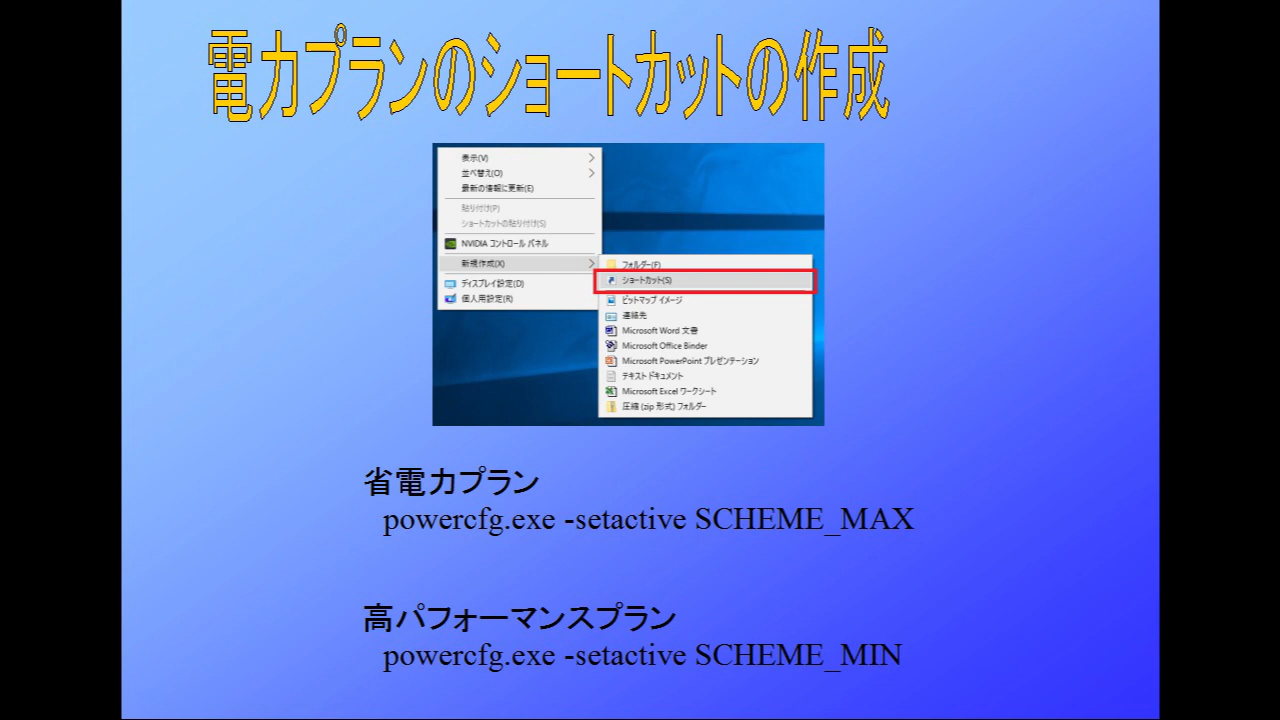 電力プランのショートカットの作成
表示(V)
並べ替え(O)
最新の情報に更新(E)
貼り付け(P)
ショートカットの貼り付け(S)
NVIDIA コントロール パネル
新規作成(X)
ディスプレイ設定(D)
個人用設定(R)
フォルダー(F)
ショートカット(S)
ビットマップ イメージ
連絡先
Microsoft Word 文書
Microsoft Office Binder
Microsoft PowerPoint プレゼンテーション
テキスト ドキュメント
Microsoft Excel ワークシート
圧縮 (zip 形式) フォルダー
省電力プラン
powercfg.exe -setactive SCHEME_MAX
高パフォーマンスプラン
powercfg.exe -setactive SCHEME_MIN